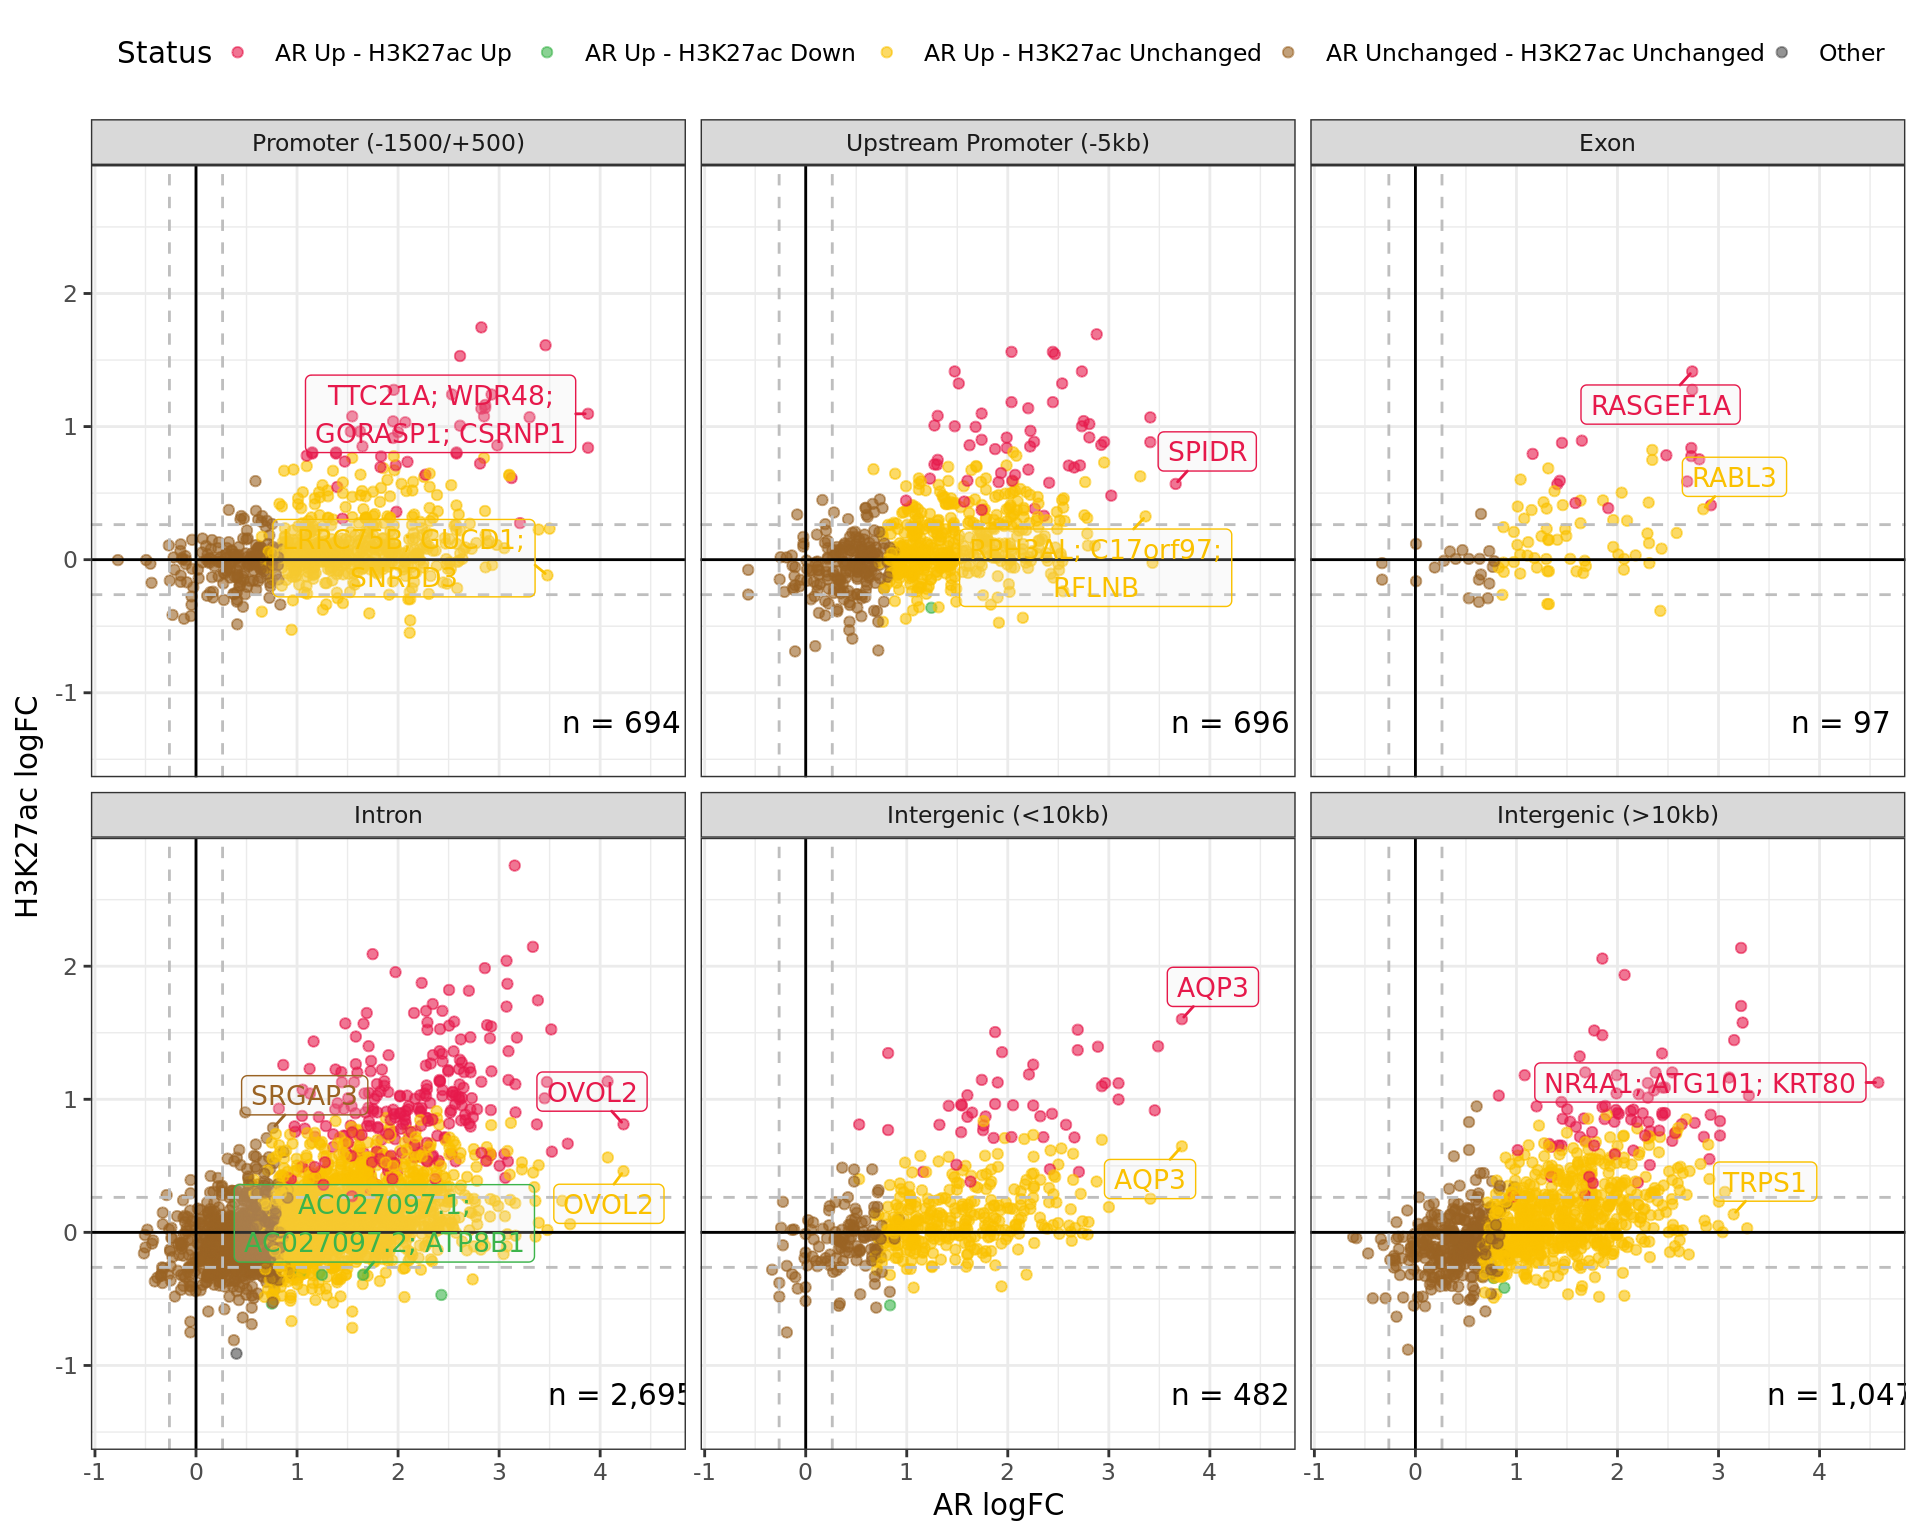 Status
AR Up - H3K27ac Up
AR Up - H3K27ac Down
AR Up - H3K27ac Unchanged
AR Unchanged - H3K27ac Unchanged
Other
Promoter (-1500/+500)
Upstream Promoter (-5kb)
Exon
2
1
0
-1
TTC21A; WDR48;
GORASP1; CSRNP1
LRRC75B; GUCD1;
SNRPD3
n = 694
SPIDR
RPH3AL; C17orf97;
RFLNB
n = 696
RASGEF1A
RABL3
n = 97
H3K27ac logFC
Intron
Intergenic (<10kb)
Intergenic (>10kb)
2
1
0
-1
SRGAP3
OVOL2
AC027097.1;
AC027097.2; ATP8B1
OVOL2
n = 2,695
AQP3
AQP3
n = 482
NR4A1; ATG101; KRT80
TRPS1
n = 1,047
-1 0 1 2 3 4
-1 0 1 2 3 4
-1 0 1 2 3 4
AR logFC